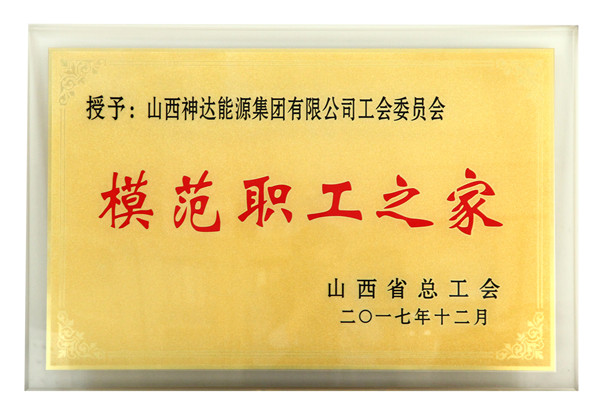 授予：山西神达能源集团有限公司工会委员会
模范职工之家
山西省总工会
二〇一七年十二月